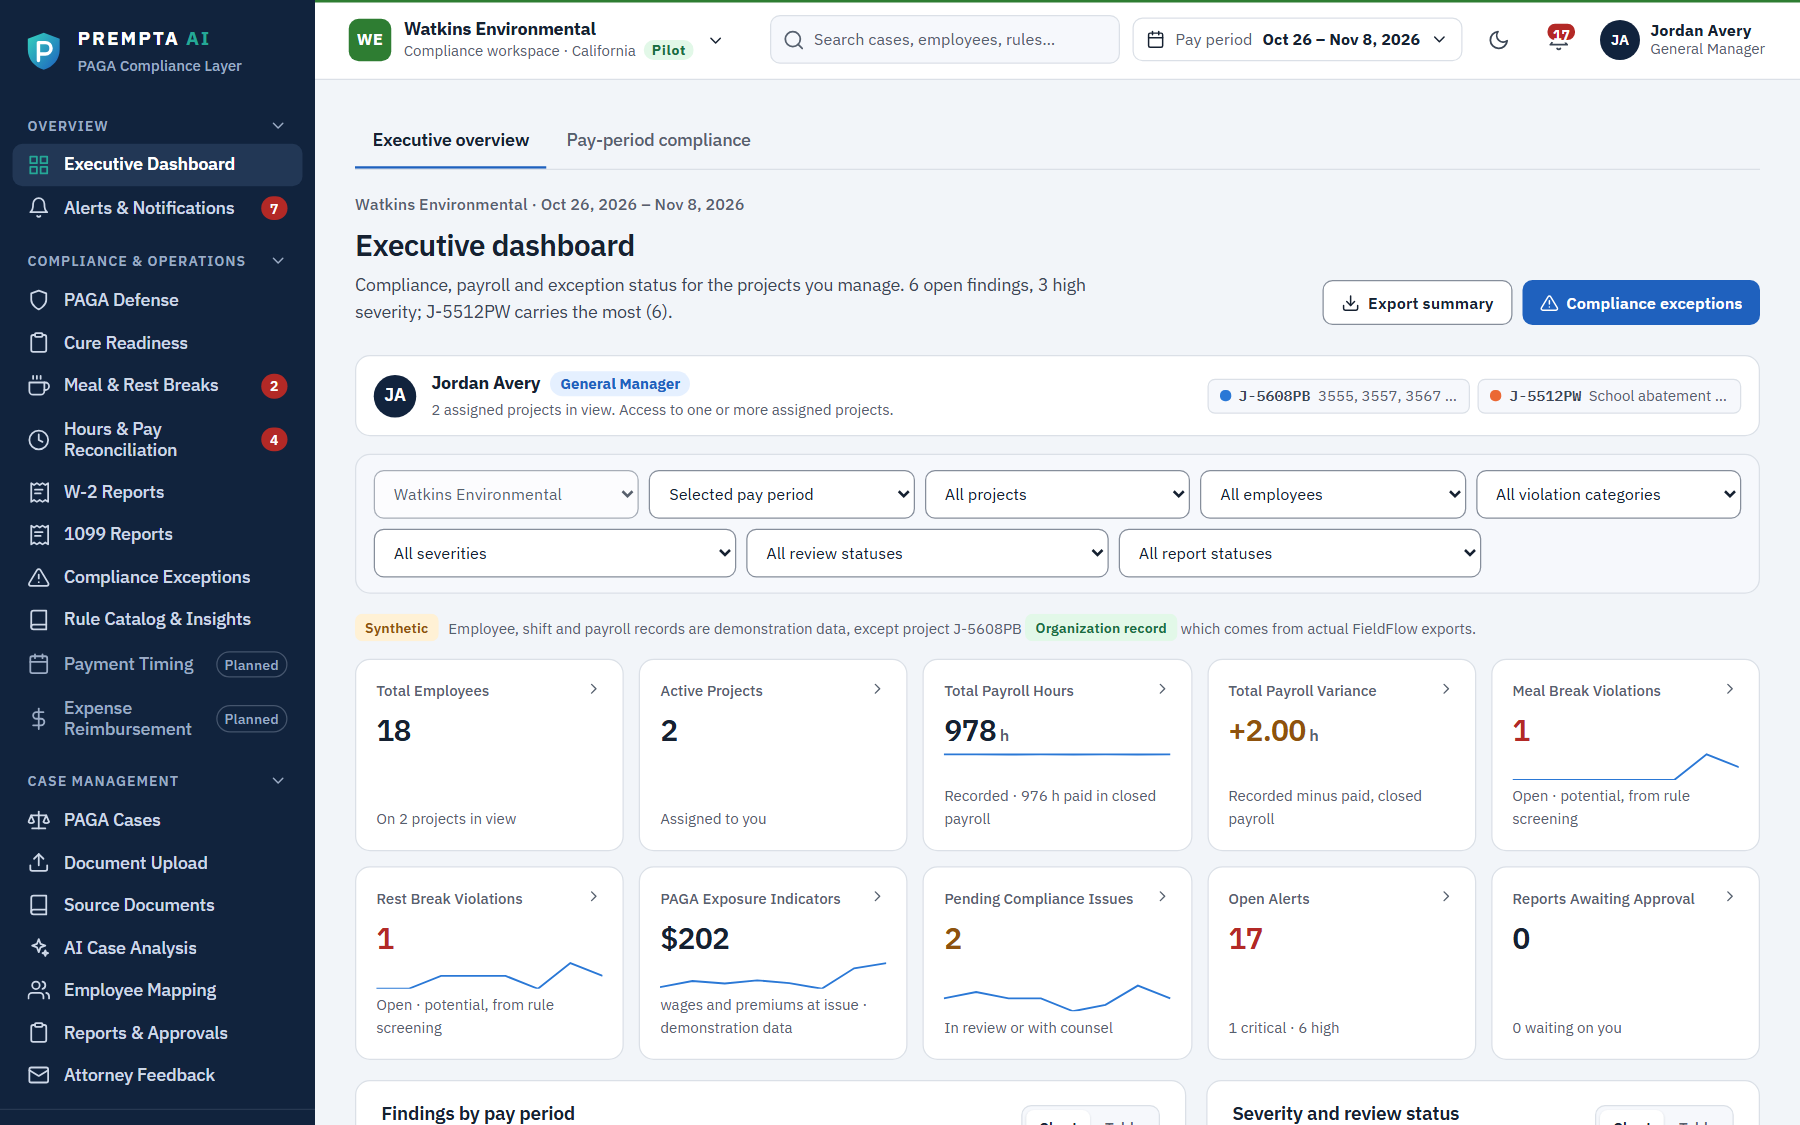 PREMPTA AI
PAGA Compliance Layer
OVERVIEW
Executive Dashboard
Alerts & Notifications 7
COMPLIANCE & OPERATIONS
PAGA Defense
Cure Readiness
Meal & Rest Breaks 2
Hours & Pay
Reconciliation 4
W-2 Reports
1099 Reports
Compliance Exceptions
Rule Catalog & Insights
Payment Timing Planned
Expense
Reimbursement Planned
CASE MANAGEMENT
PAGA Cases
Document Upload
Source Documents
AI Case Analysis
Employee Mapping
Reports & Approvals
Attorney Feedback
WE
Watkins Environmental
Compliance workspace · California Pilot
Search cases, employees, rules...
Pay period Oct 26 – Nov 8, 2026
17
JA
Jordan Avery
General Manager
Executive overview
Pay-period compliance
Watkins Environmental · Oct 26, 2026 – Nov 8, 2026
Executive dashboard
Compliance, payroll and exception status for the projects you manage. 6 open findings, 3 high
severity; J-5512PW carries the most (6).
Export summary
Compliance exceptions
JA
Jordan Avery General Manager
2 assigned projects in view. Access to one or more assigned projects.
J-5608PB 3555, 3557, 3567 ...
J-5512PW School abatement ...
Watkins Environmental
Selected pay period
All projects
All employees
All violation categories
All severities
All review statuses
All report statuses
Synthetic Employee, shift and payroll records are demonstration data, except project J-5608PB Organization record which comes from actual FieldFlow exports.
Total Employees
18
On 2 projects in view
Active Projects
2
Assigned to you
Total Payroll Hours
978 h
Recorded · 976 h paid in closed
payroll
Total Payroll Variance
+2.00 h
Recorded minus paid, closed
payroll
Meal Break Violations
1
Open · potential, from rule
screening
Rest Break Violations
1
Open · potential, from rule
screening
PAGA Exposure Indicators
$202
wages and premiums at issue ·
demonstration data
Pending Compliance Issues
2
In review or with counsel
Open Alerts
17
1 critical · 6 high
Reports Awaiting Approval
0
0 waiting on you
Findings by pay period
Severity and review status